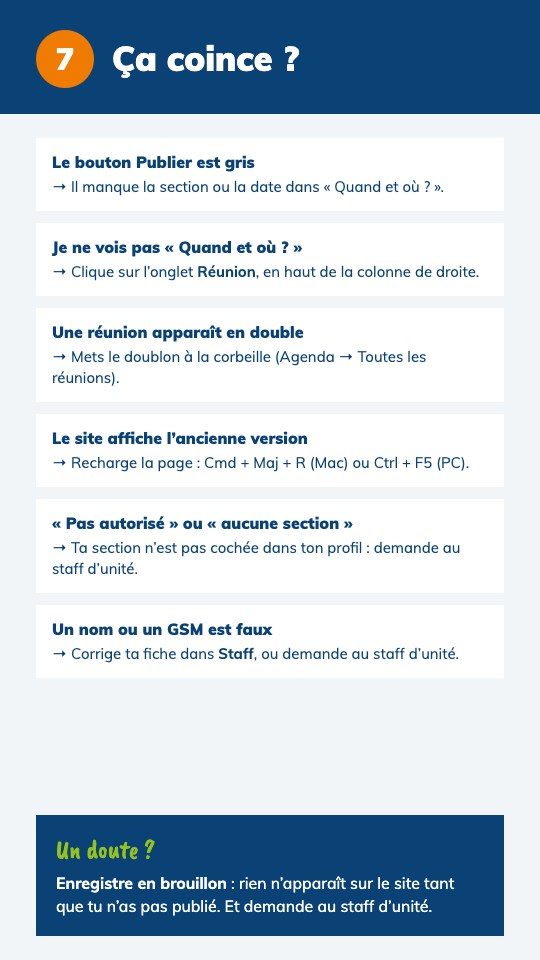 7
Ça coince ?
Le bouton Publier est gris
→ Il manque la section ou la date dans « Quand et où ? ».
Je ne vois pas « Quand et où ? »
→ Clique sur l’onglet Réunion, en haut de la colonne de droite.
Une réunion apparaît en double
→ Mets le doublon à la corbeille (Agenda → Toutes les
réunions).
Le site affiche l’ancienne version
→ Recharge la page : Cmd + Maj + R (Mac) ou Ctrl + F5 (PC).
« Pas autorisé » ou « aucune section »
→ Ta section n’est pas cochée dans ton profil : demande au
staff d’unité.
Un nom ou un GSM est faux
→ Corrige ta fiche dans Staff, ou demande au staff d’unité.
Un doute ?
Enregistre en brouillon : rien n’apparaît sur le site tant
que tu n’as pas publié. Et demande au staff d’unité.